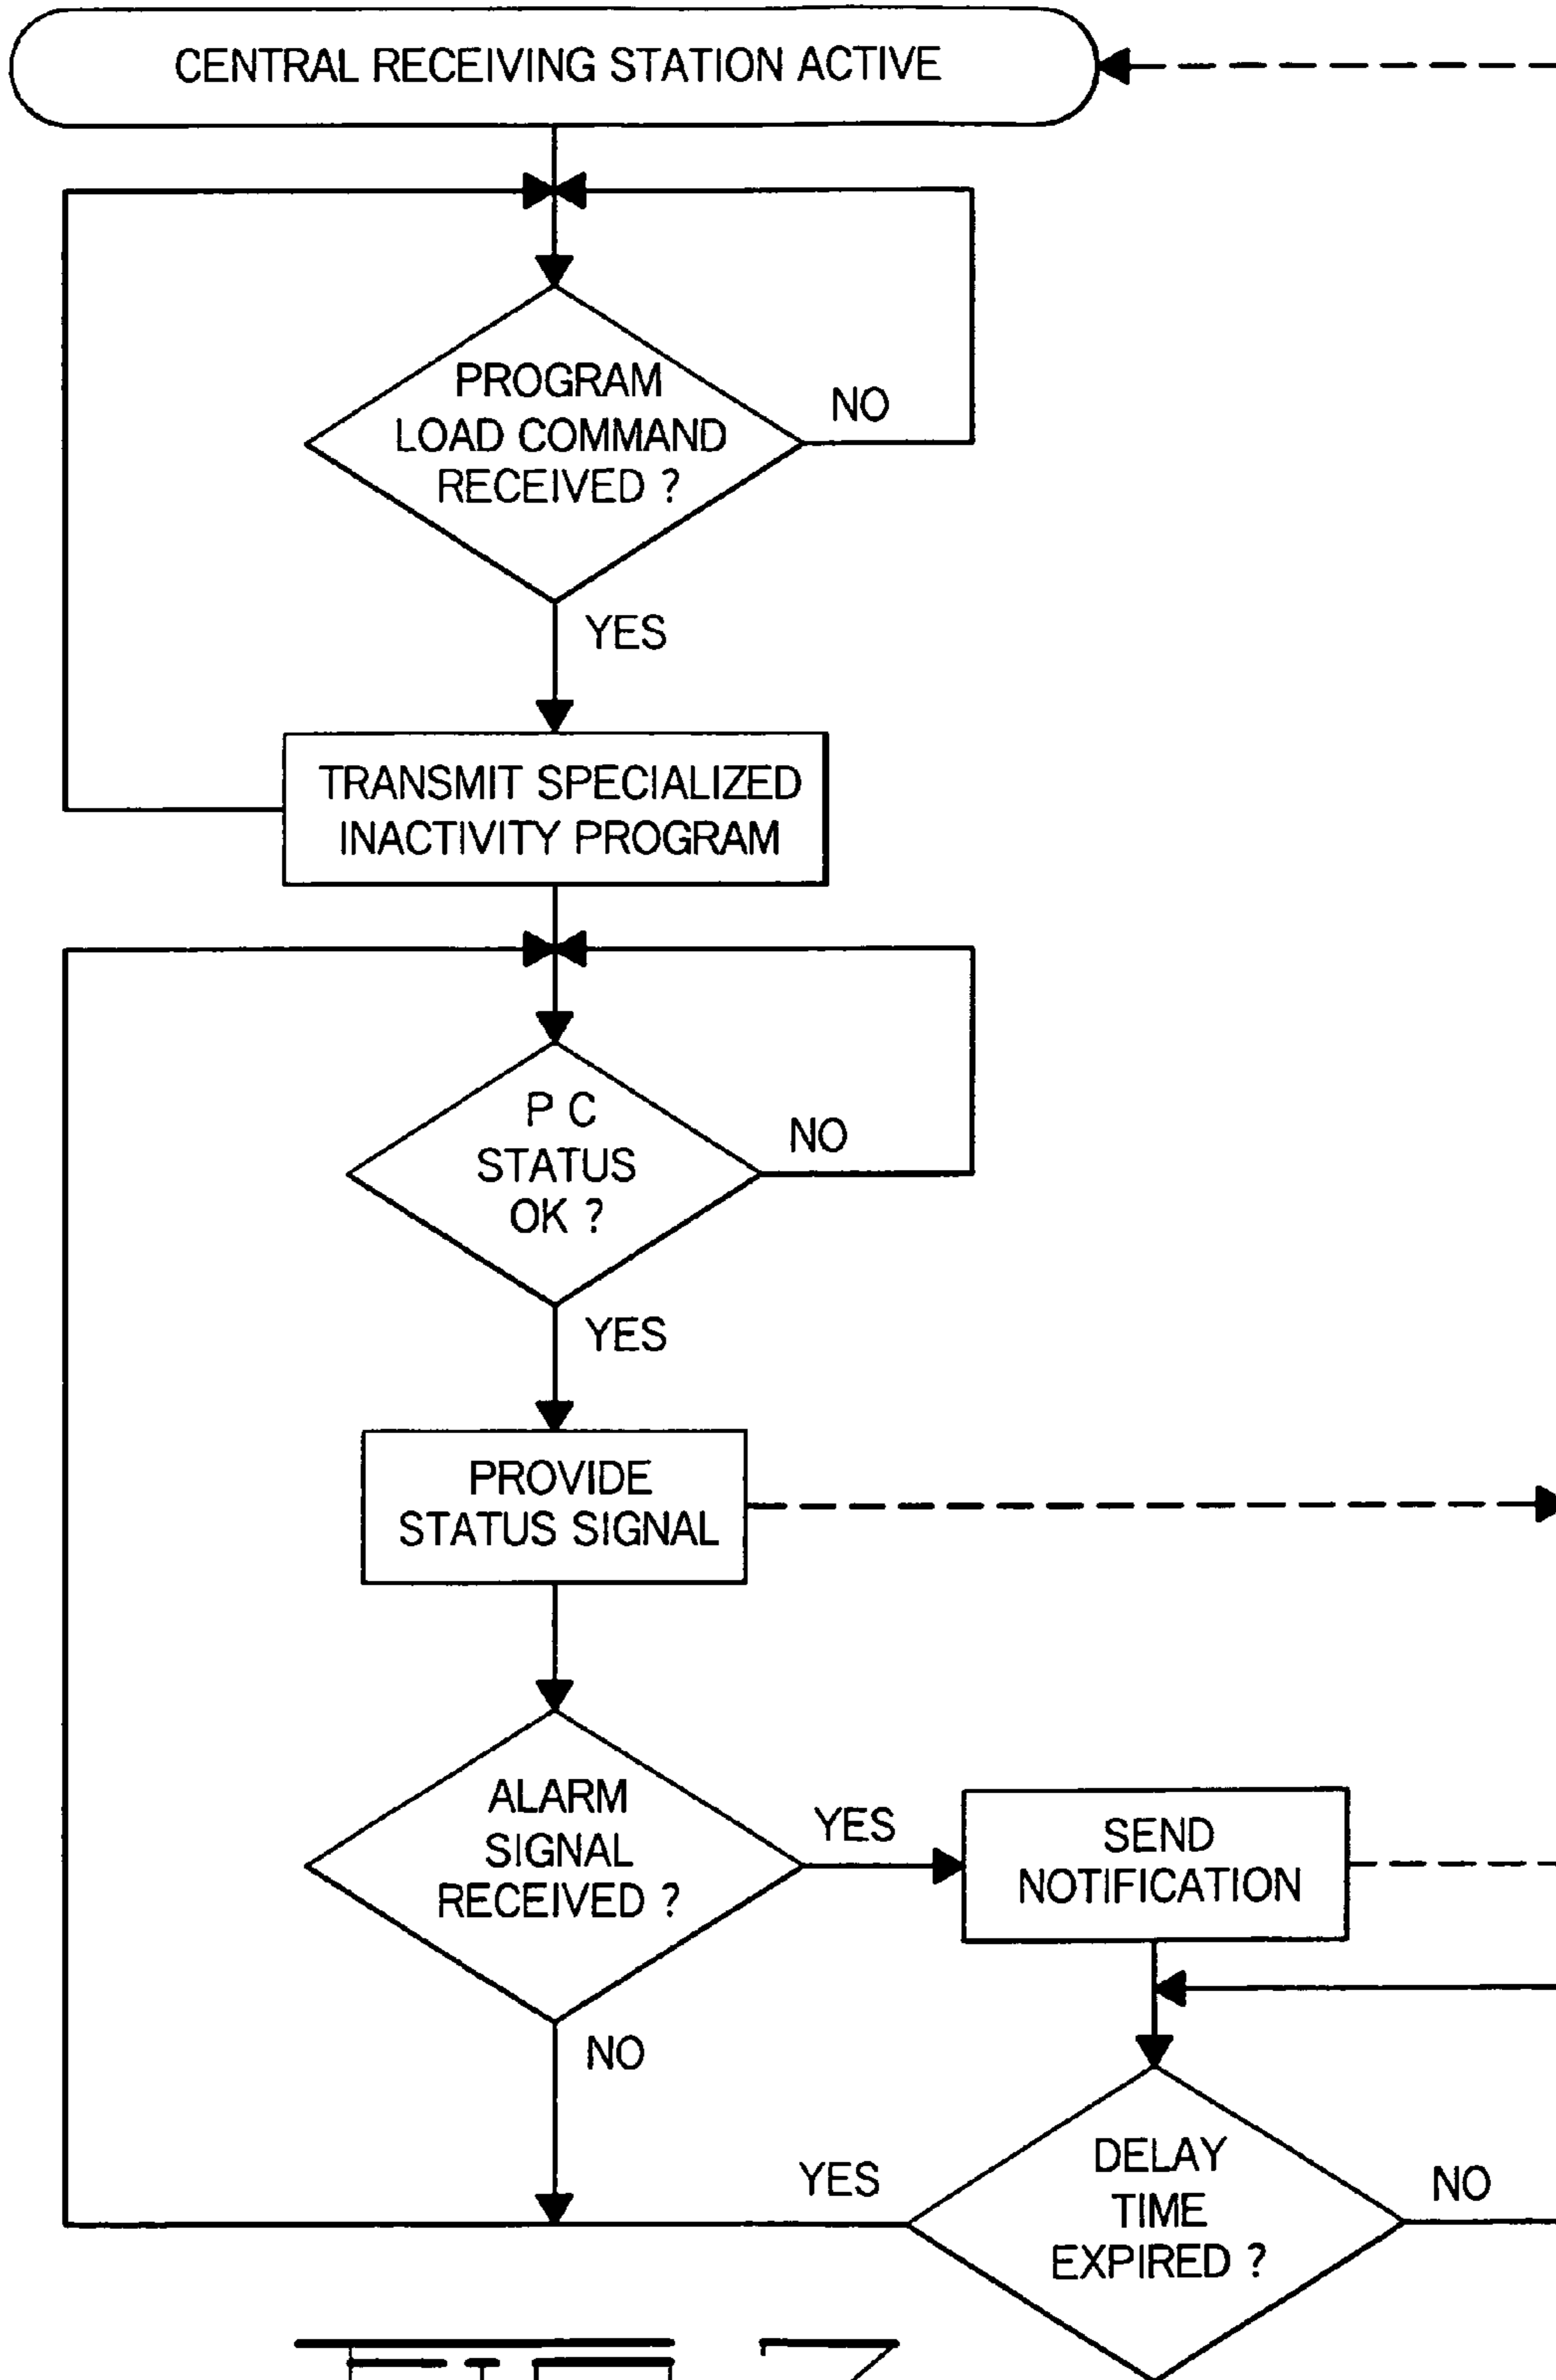 CENTRAL RECEIVING STATION ACTIVE
PROGRAM
LOAD COMMAND
RECEIVED ?
NO
YES
TRANSMIT SPECIALIZED
INACTIVITY PROGRAM
P C
STATUS
OK ?
NO
YES
PROVIDE
STATUS SIGNAL
ALARM
SIGNAL
RECEIVED ?
YES
SEND
NOTIFICATION
NO
YES
DELAY
TIME
EXPIRED ?
NO